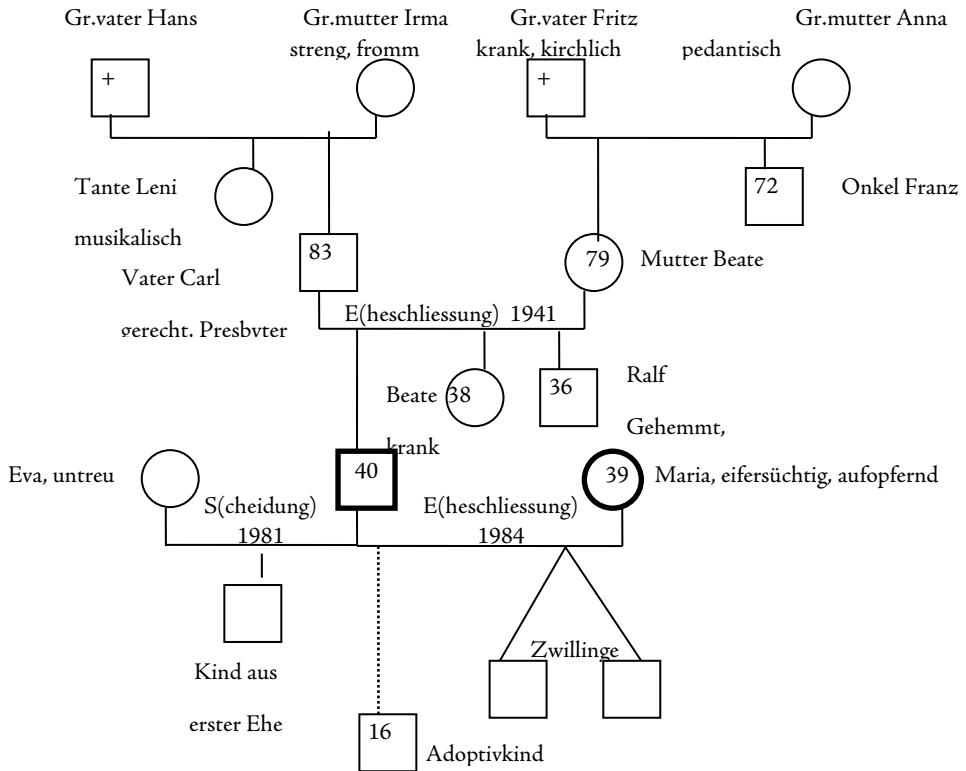 Gr.vater Hans Gr.mutter Irma Gr.vater Fritz Gr.mutter Anna
streng, fromm krank, kirchlich pedantisch
+ +
Tante Leni 72 Onkel Franz
musikalisch
83 79 Mutter Beate
Vater Carl
E(heschliessung) 1941
gerecht. Presbyter
Beate 38 36 Ralf
Gehemmt,
krank
Eva, untreu 40 39 Maria, eifersüchtig, aufopfernd
S(cheidung) E(heschliessung)
1981 1984
Zwillinge
Kind aus
erster Ehe
16
Adoptivkind